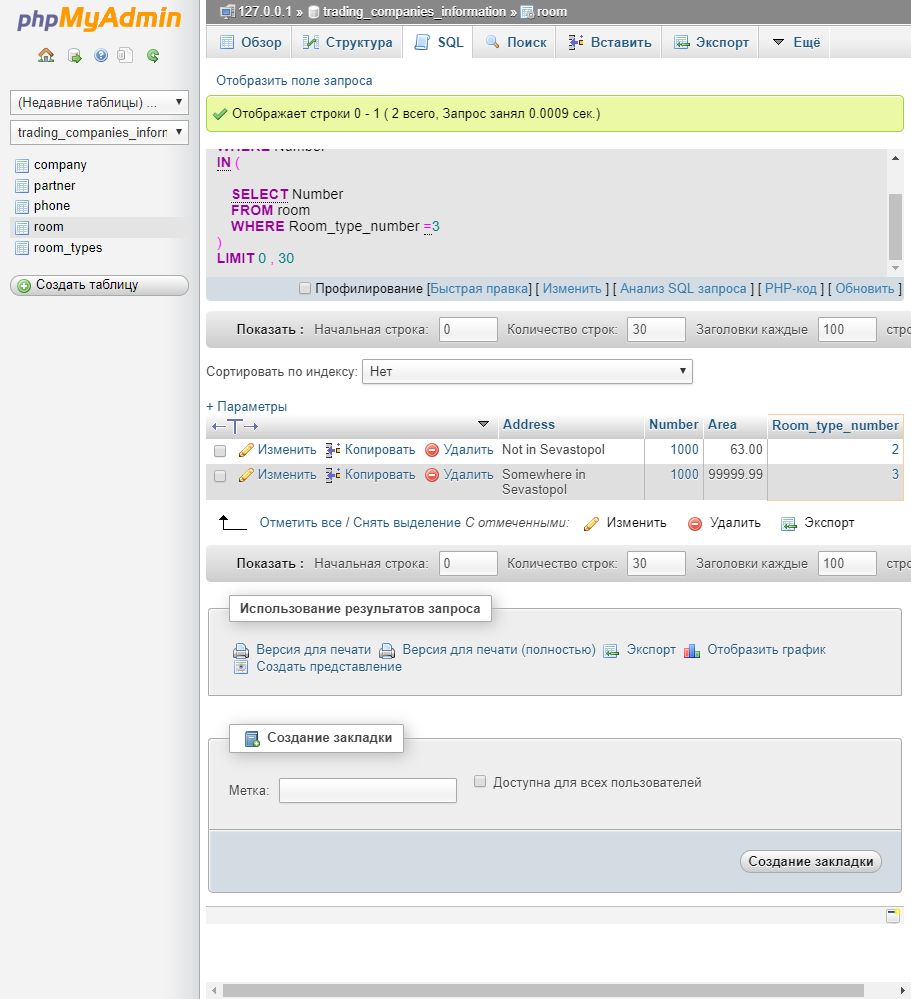 phpMyAdmin
(Недавние таблицы) ...
trading_companies_inforn
company
partner
phone
room
room_types
Создать таблицу
127.0.0.1 » trading_companies_information » room
Обзор Структура SQL Поиск Вставить Экспорт Ещё
Отобразить поле запроса
Отображает строки 0 - 1 ( 2 всего, Запрос занял 0.0009 сек.)
WHERE Number
IN (
SELECT Number
FROM room
WHERE Room_type_number =3
)
LIMIT 0 , 30
Профилирование [Быстрая правка] [ Изменить ] [ Анализ SQL запроса ] [ PHP-код ] [ Обновить ]
Показать : Начальная строка: 0 Количество строк: 30 Заголовки каждые 100 стро
Сортировать по индексу: Нет
+ Параметры
←T→ Address Number Area Room_type_number
Изменить Копировать Удалить Not in Sevastopol 1000 63.00 2
Изменить Копировать Удалить Somewhere in 1000 99999.99 3
Sevastopol
Отметить все / Снять выделение С отмеченными: Изменить Удалить Экспорт
Показать : Начальная строка: 0 Количество строк: 30 Заголовки каждые 100 стро
Использование результатов запроса
Версия для печати Версия для печати (полностью) Экспорт Отобразить график
Создать представление
Создание закладки
Метка: Доступна для всех пользователей
Создание закладки